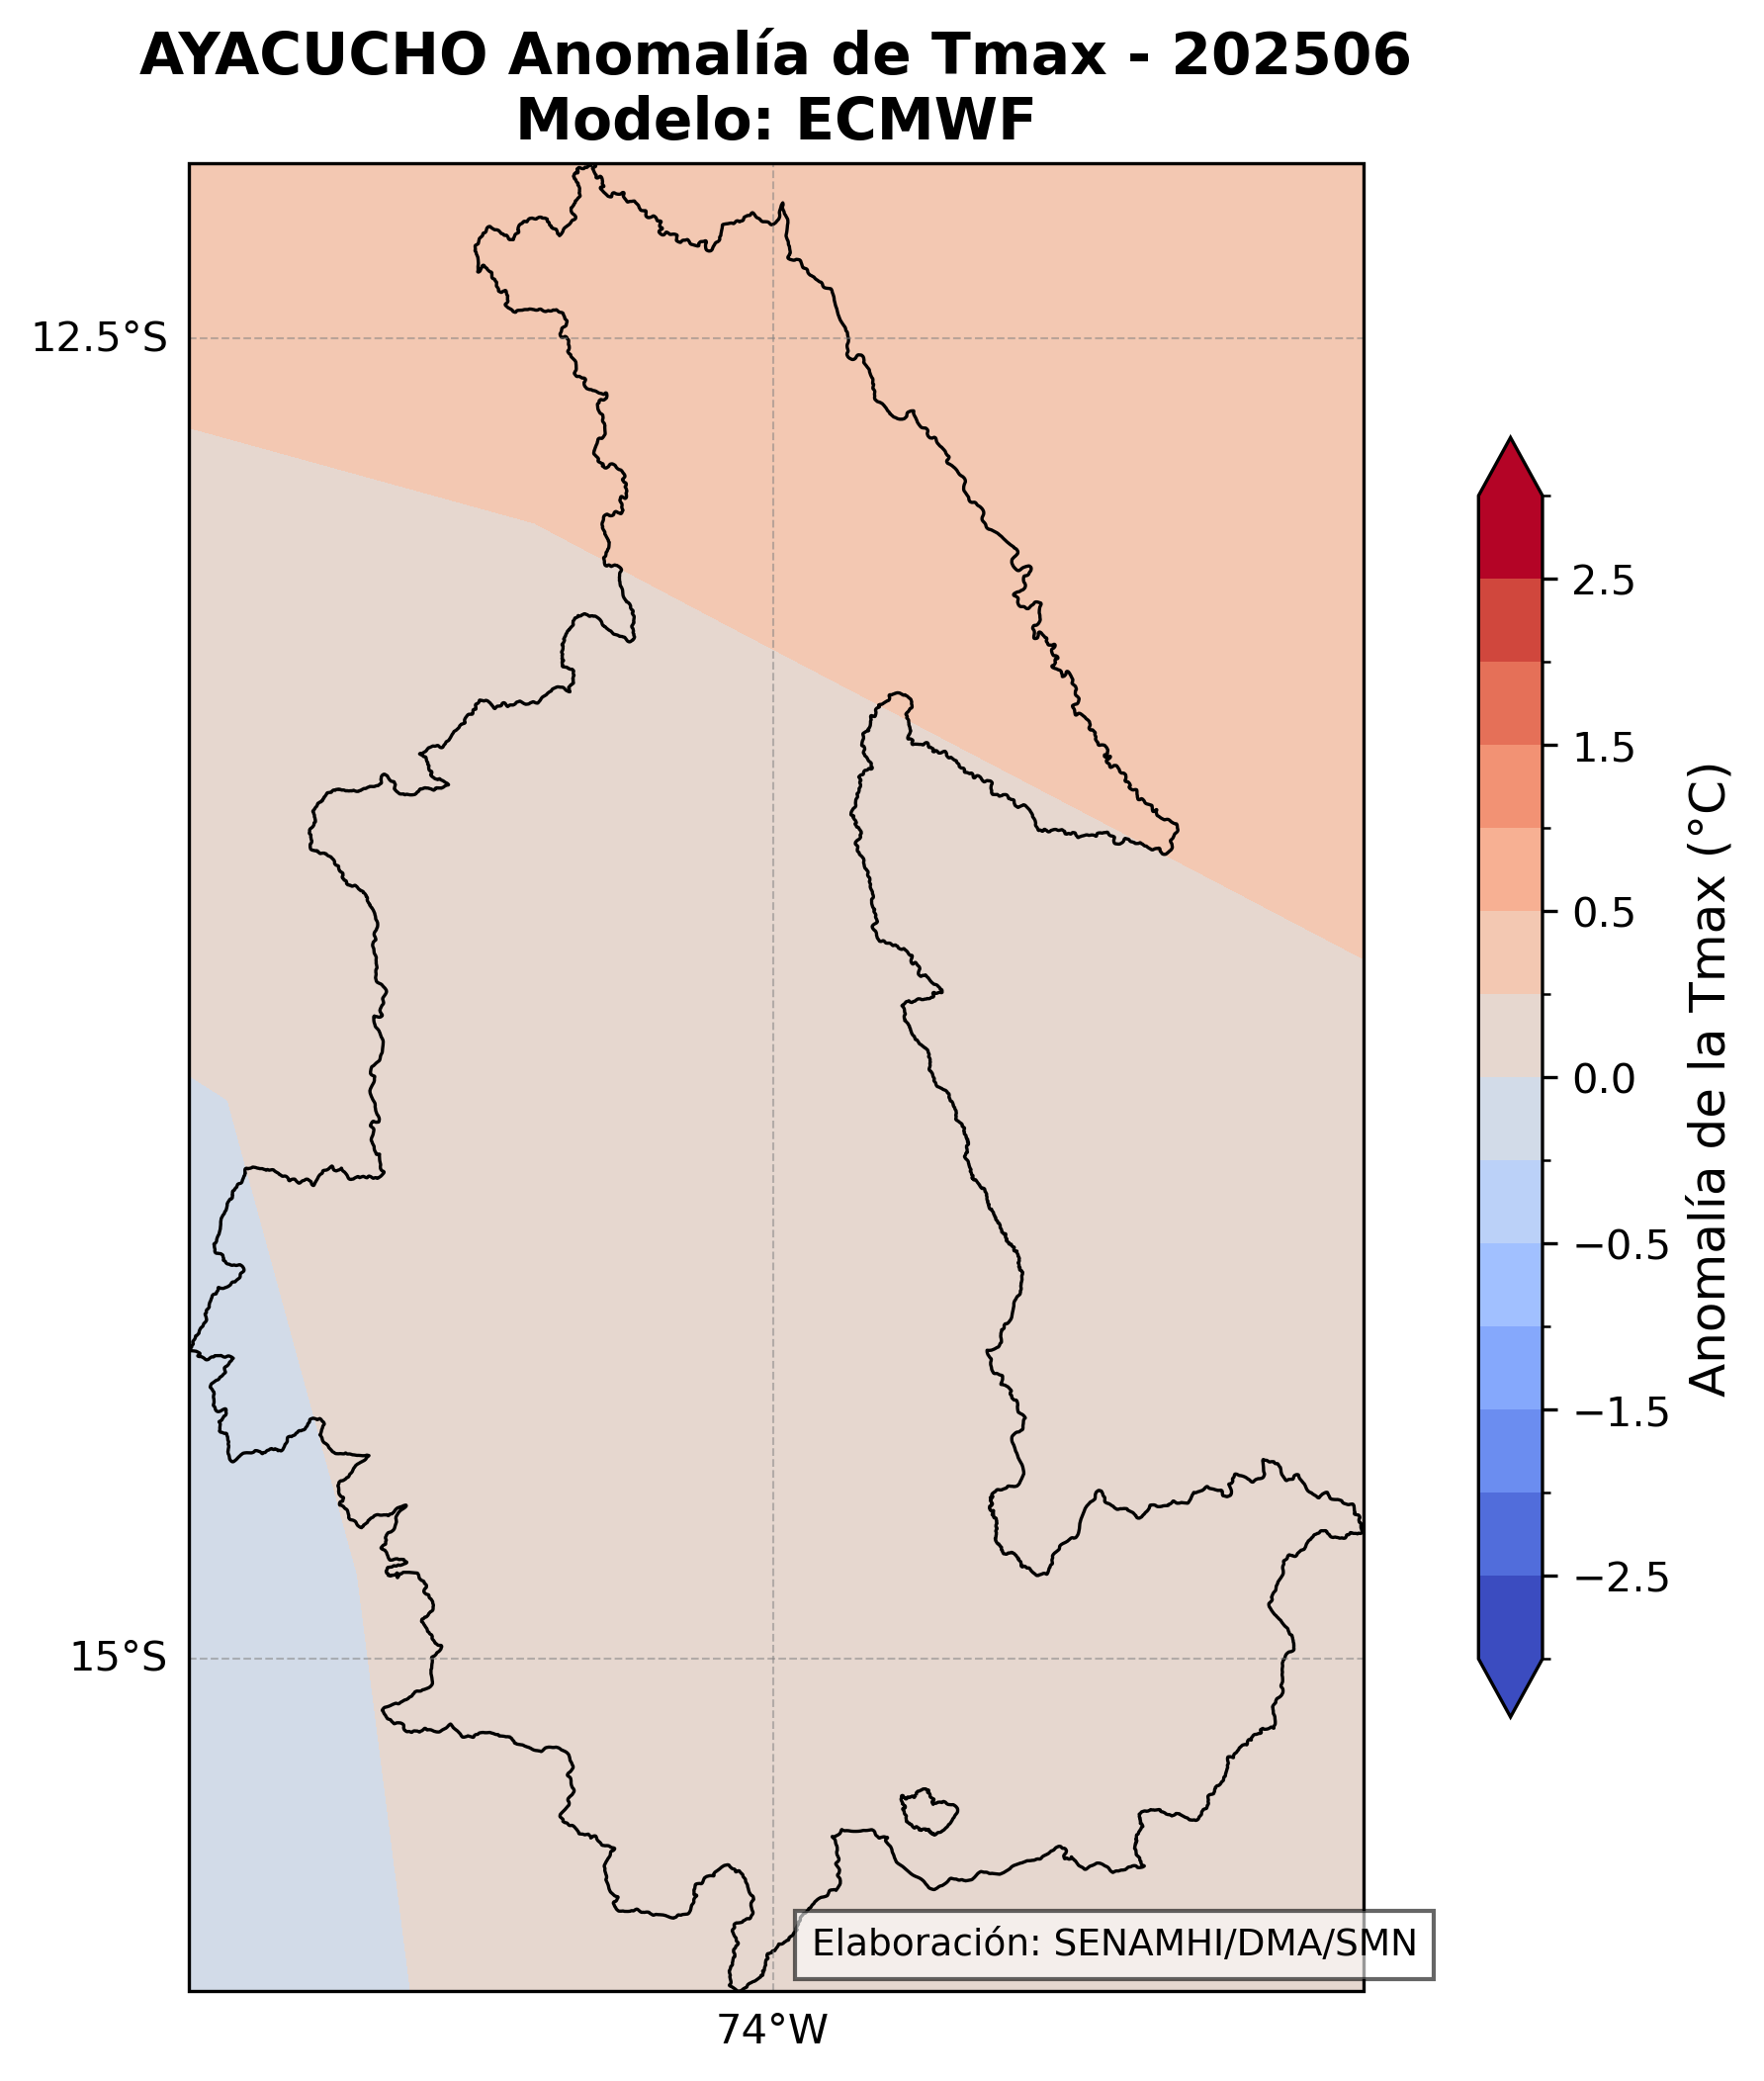 AYACUCHO Anomalía de Tmax - 202506
Modelo: ECMWF
12.5°S
15°S
74°W
2.5
1.5
0.5
0.0
−0.5
−1.5
−2.5
Anomalía de la Tmax (°C)
Elaboración: SENAMHI/DMA/SMN